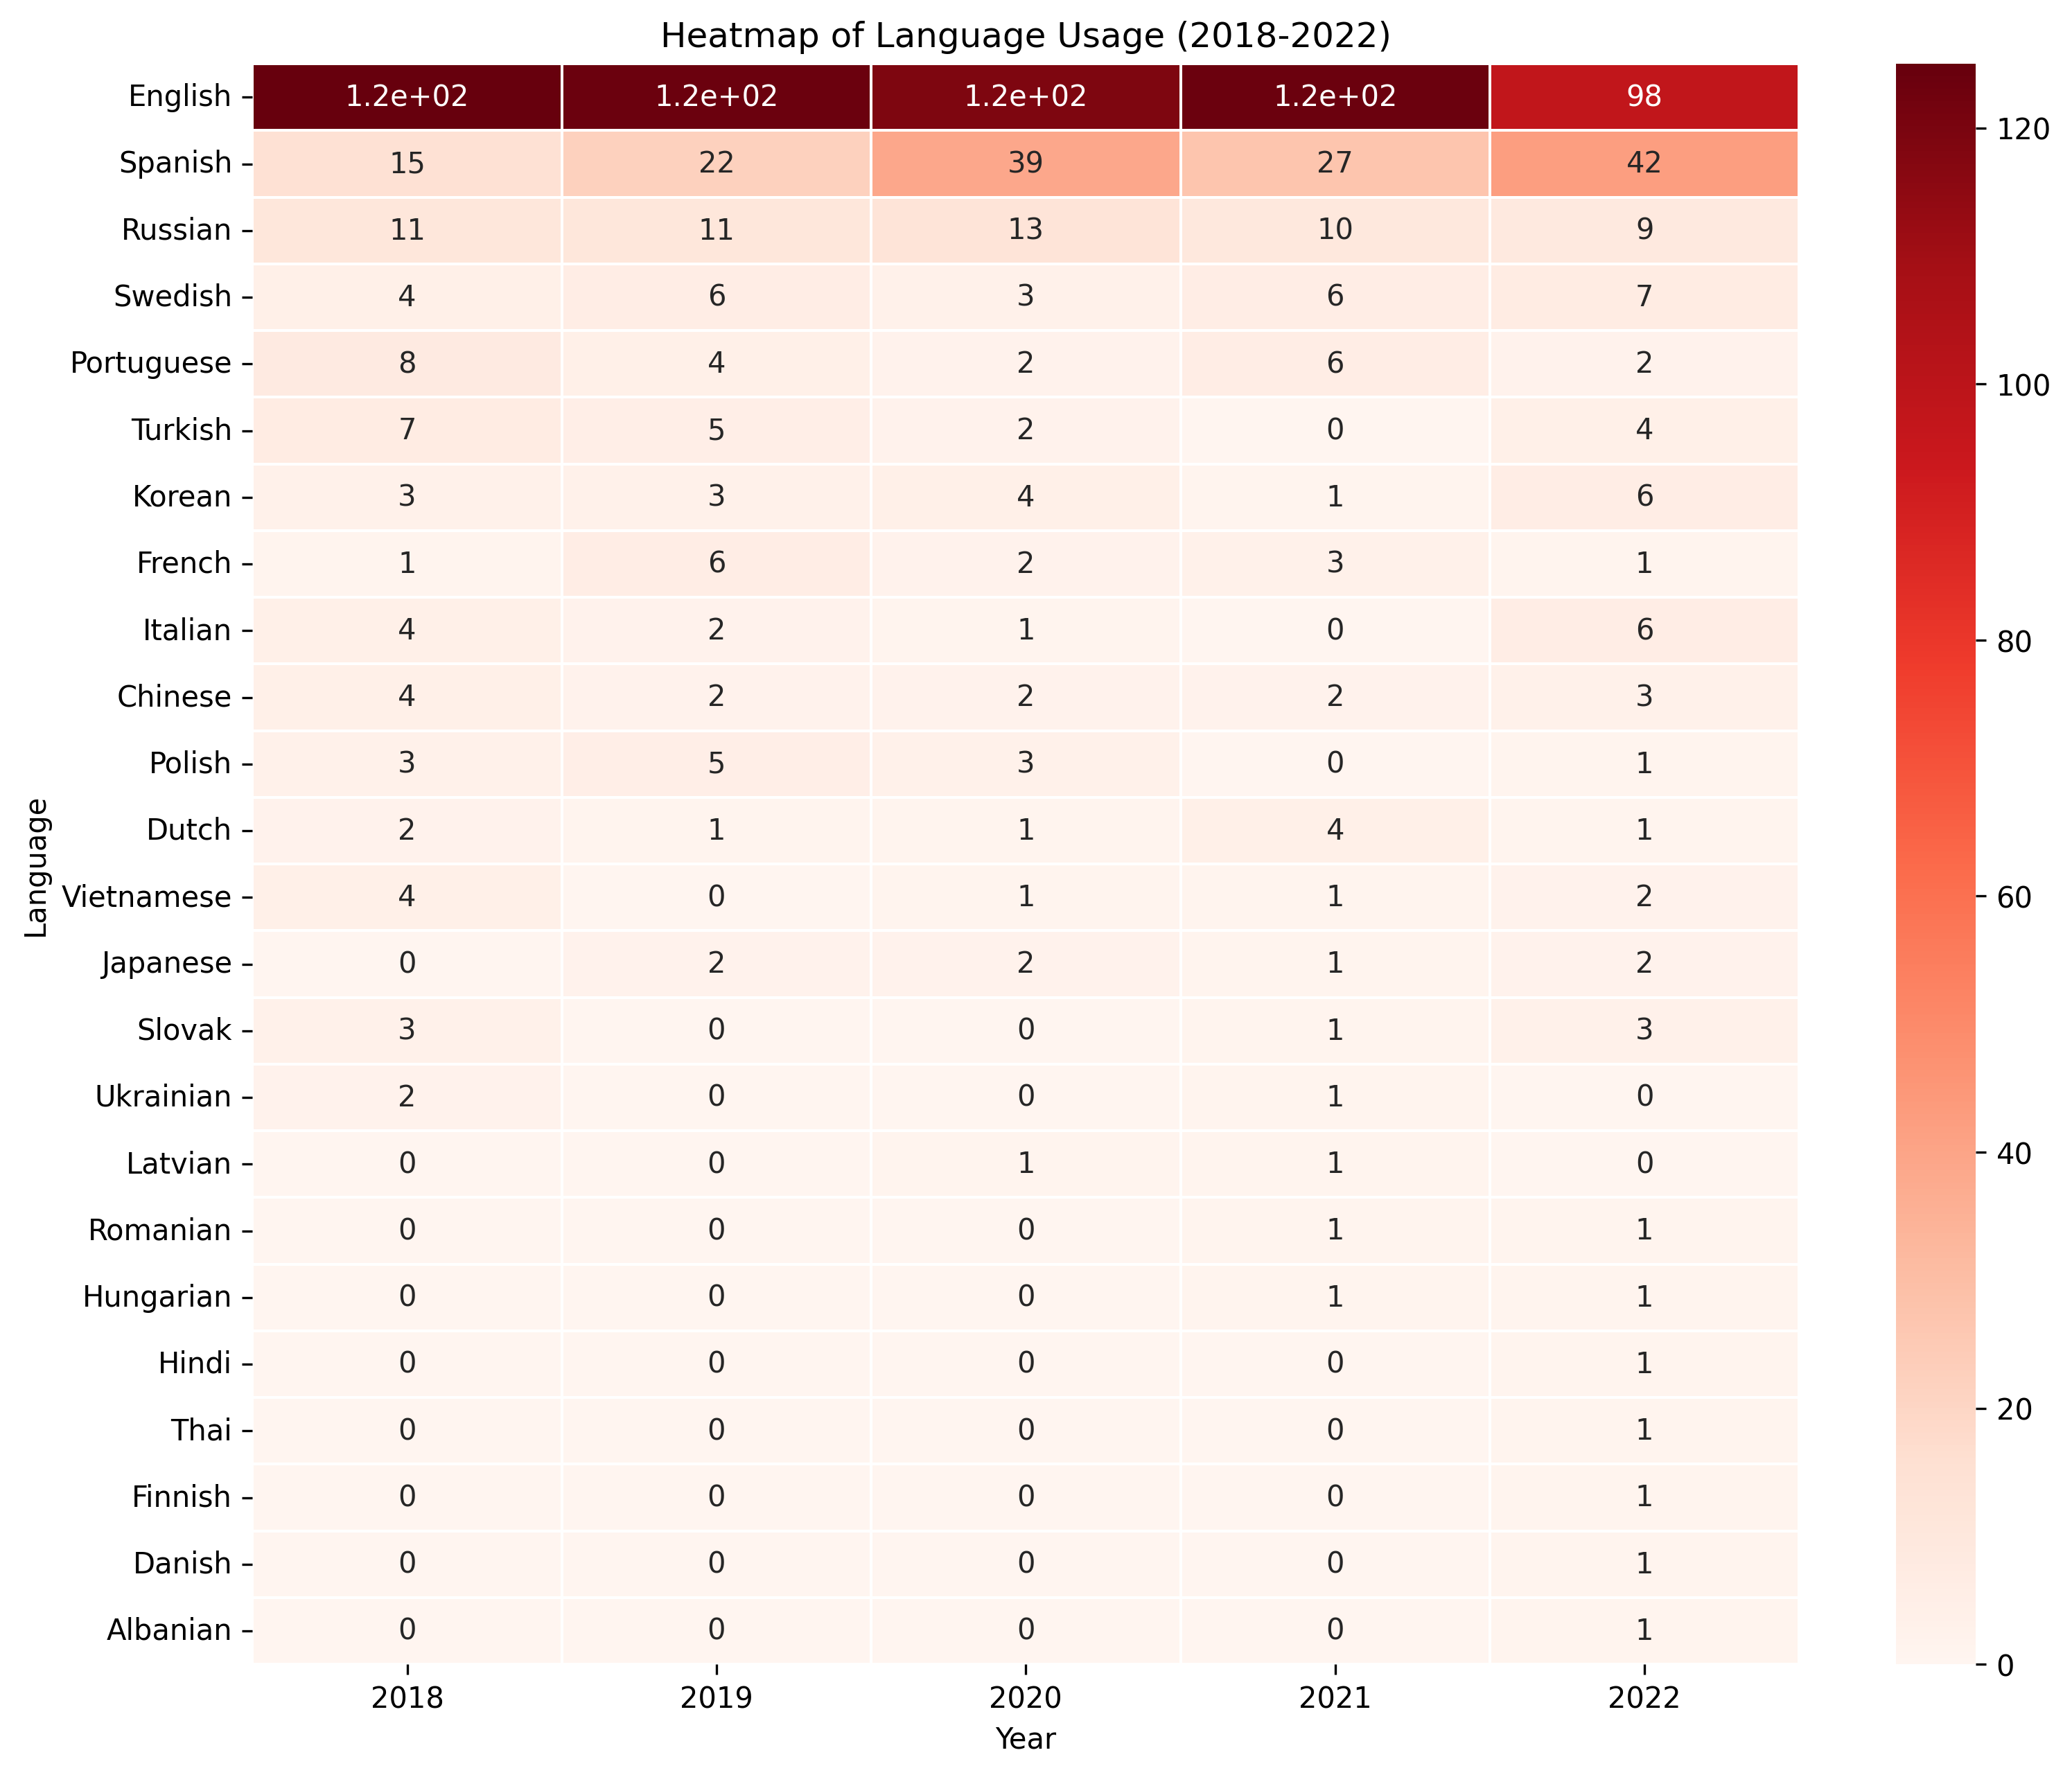 Heatmap of Language Usage (2018-2022)
English 1.2e+02 1.2e+02 1.2e+02 1.2e+02 98
Spanish 15 22 39 27 42
Russian 11 11 13 10 9
Swedish 4 6 3 6 7
Portuguese 8 4 2 6 2
Turkish 7 5 2 0 4
Korean 3 3 4 1 6
French 1 6 2 3 1
Italian 4 2 1 0 6
Chinese 4 2 2 2 3
Polish 3 5 3 0 1
Dutch 2 1 1 4 1
Vietnamese 4 0 1 1 2
Japanese 0 2 2 1 2
Slovak 3 0 0 1 3
Ukrainian 2 0 0 1 0
Latvian 0 0 1 1 0
Romanian 0 0 0 1 1
Hungarian 0 0 0 1 1
Hindi 0 0 0 0 1
Thai 0 0 0 0 1
Finnish 0 0 0 0 1
Danish 0 0 0 0 1
Albanian 0 0 0 0 1
2018 2019 2020 2021 2022
Year
Language
120
100
80
60
40
20
0